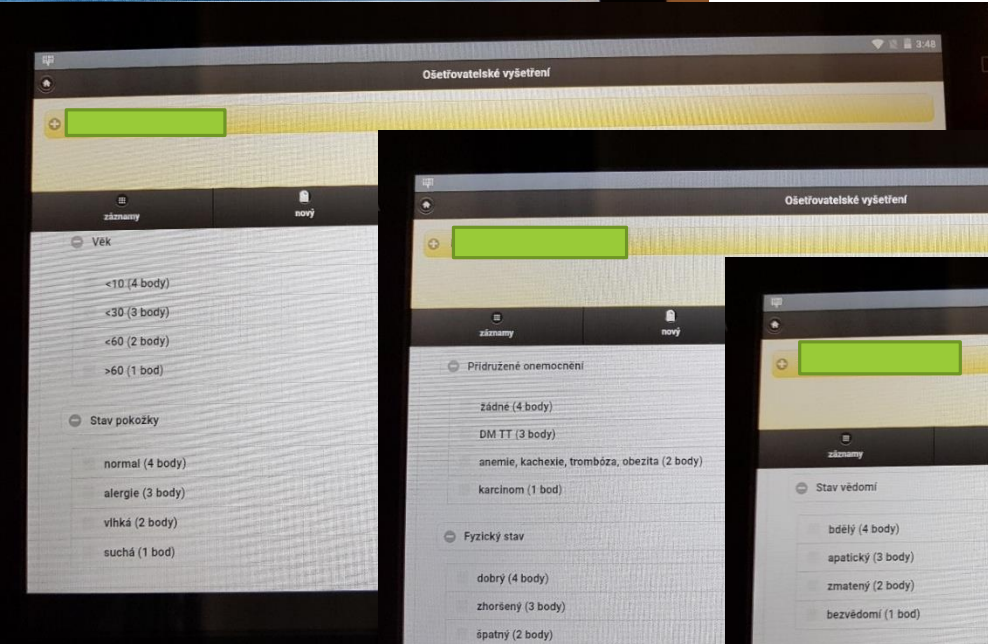 3:48
Ošetřovatelské vyšetření
záznamy
nový
Věk
<10 (4 body)
<30 (3 body)
<60 (2 body)
>60 (1 bod)
Stav pokožky
normal (4 body)
alergie (3 body)
vlhká (2 body)
suchá (1 bod)
Ošetřovatelské vyšetření
záznamy
nový
Přidružené onemocnění
žádné (4 body)
DM TT (3 body)
anemie, kachexie, trombóza, obezita (2 body)
karcinom (1 bod)
Fyzický stav
dobrý (4 body)
zhoršený (3 body)
špatný (2 body)
záznamy
Stav vědomí
bdělý (4 body)
apatický (3 body)
zmatený (2 body)
bezvědomí (1 bod)